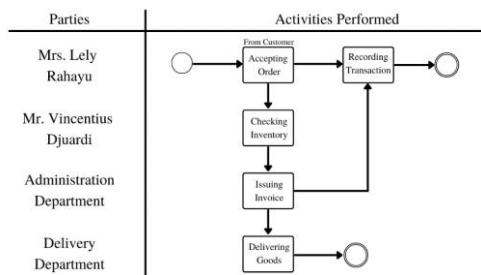 Parties
Activities Performed
Mrs. Lely
Rahayu
From Customer
Accepting
Order
Recording
Transaction
Mr. Vincentius
Djuardi
Checking
Inventory
Administration
Department
Issuing
Invoice
Delivery
Department
Delivering
Goods